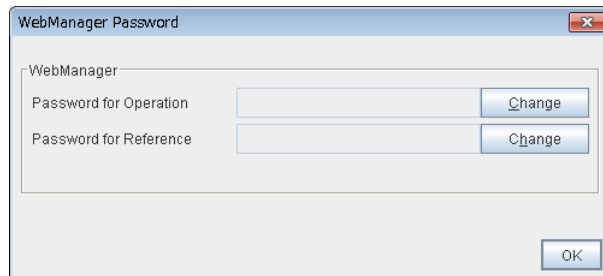 WebManager Password
WebManager
Password for Operation Change
Password for Reference Change
OK